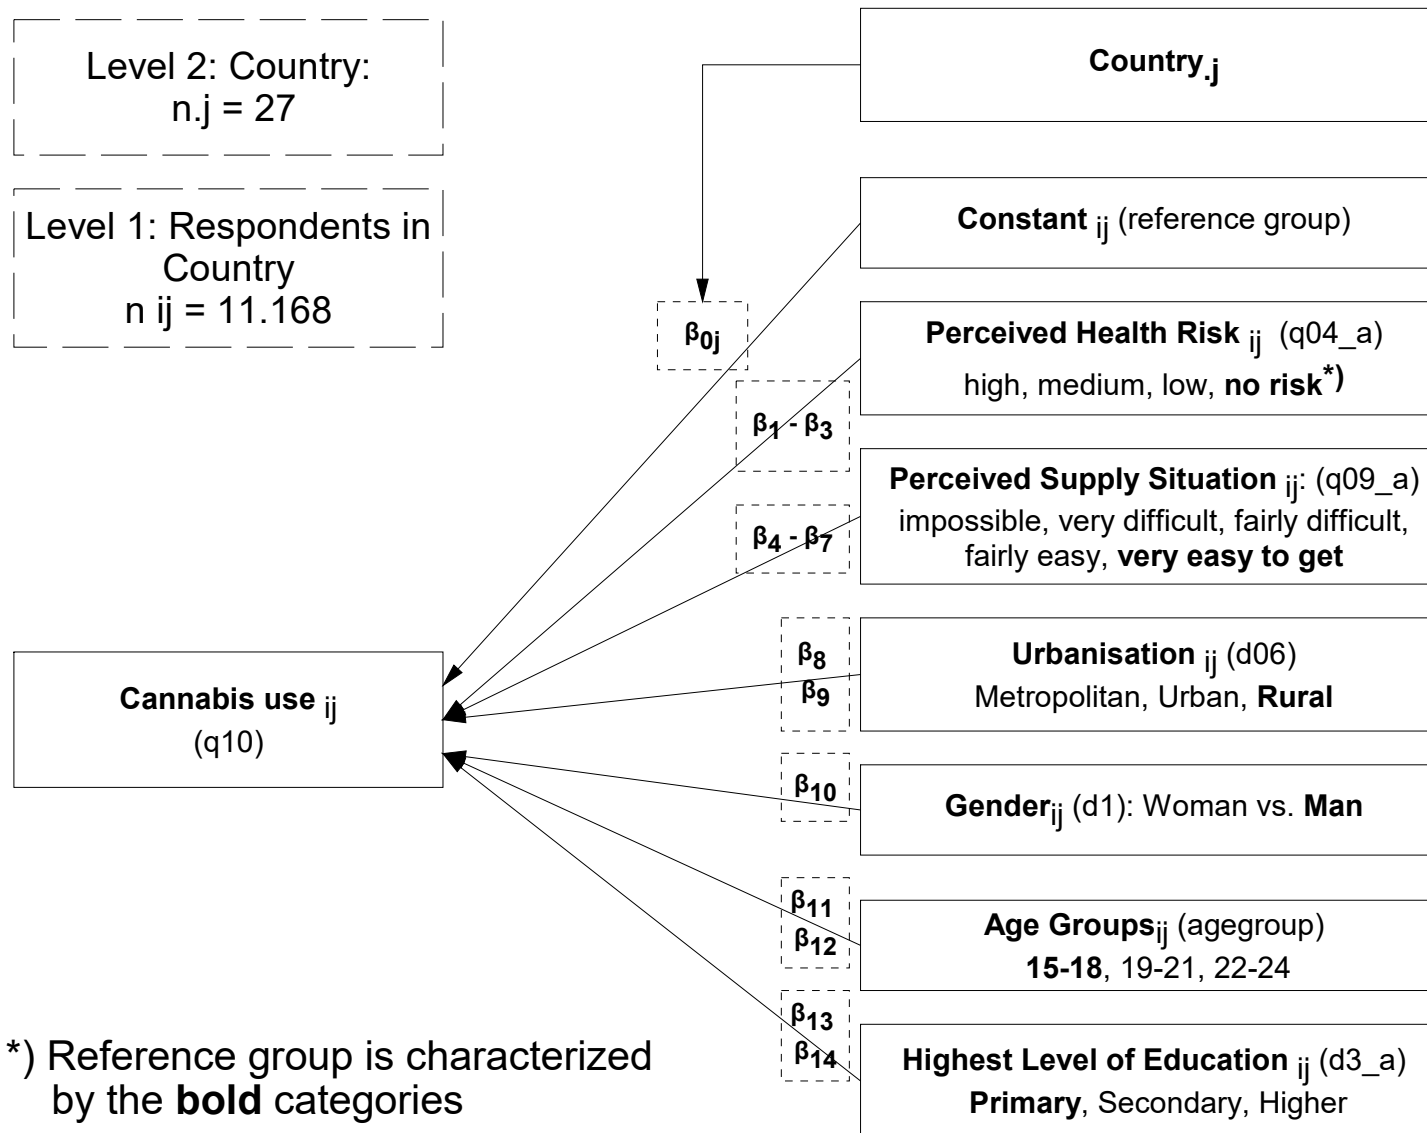 Level 2: Country:
n.j = 27
Level 1: Respondents in
Country
n ij = 11.168
Country.j
Constant ij (reference group)
β0j
Perceived Health Risk ij (q04_a)
high, medium, low, no risk*)
β1 - β3
Perceived Supply Situation ij: (q09_a)
impossible, very difficult, fairly difficult,
fairly easy, very easy to get
β4 - β7
Urbanisation ij (d06)
Metropolitan, Urban, Rural
β8
β9
Cannabis use ij
(q10)
Genderij (d1): Woman vs. Man
β10
Age Groupsij (agegroup)
15-18, 19-21, 22-24
β11
β12
Highest Level of Education ij (d3_a)
Primary, Secondary, Higher
β13
β14
*) Reference group is characterized
by the bold categories